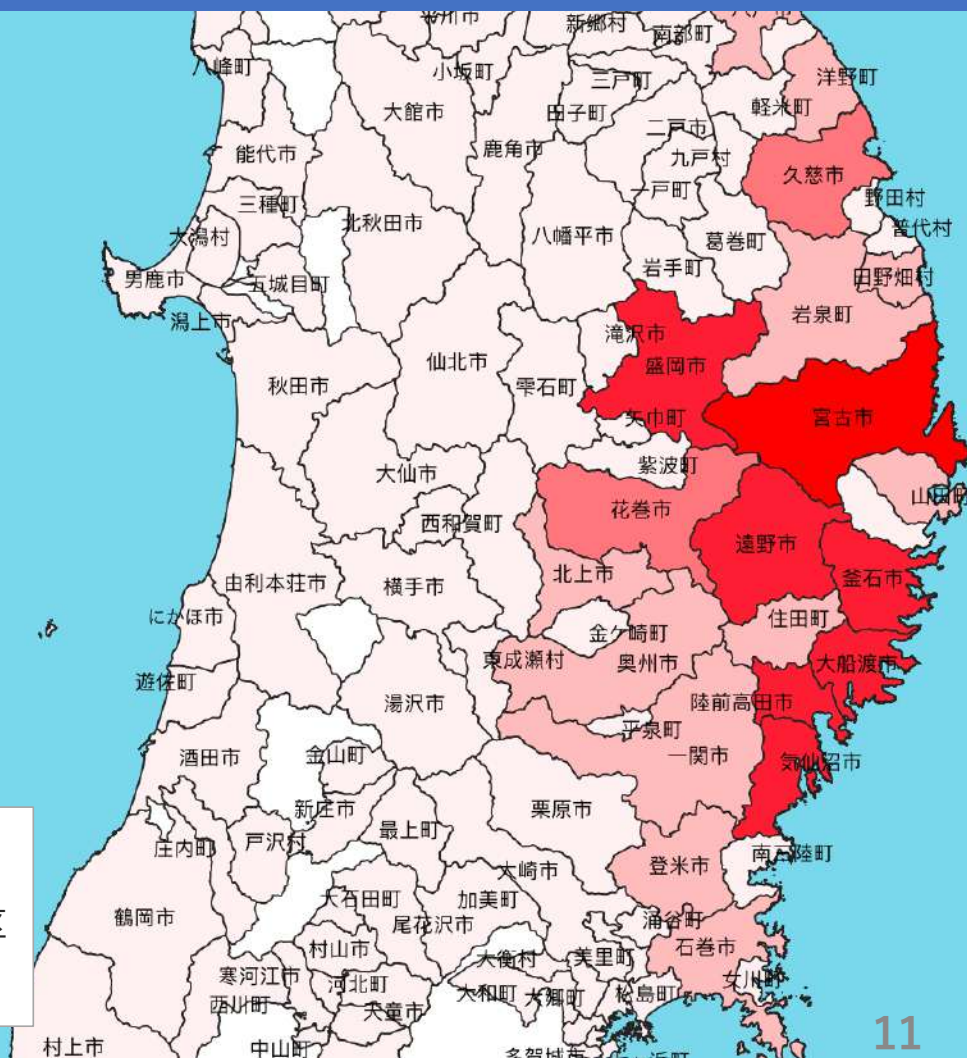 新郷村
南部町
八峰町
小坂町
三戸町
洋野町
大館市
田子町
軽米町
二戸市
能代市
鹿角市
九戸村
久慈市
一戸町
野田村
三種町
北秋田市
普代村
大潟村
八幡平市
葛巻町
男鹿市
五城目町
岩手町
田野畑村
潟上市
岩泉町
滝沢市
仙北市
盛岡市
秋田市
雫石町
矢巾町
宮古市
大仙市
紫波町
山田町
花巻市
西和賀町
遠野市
由利本荘市
横手市
北上市
釜石市
にかほ市
住田町
金ケ崎町
東成瀬村
奥州市
大船渡市
遊佐町
湯沢市
陸前高田市
平泉町
酒田市
金山町
一関市
気仙沼市
新庄市
栗原市
最上町
庄内町
戸沢村
南三陸町
大崎市
登米市
大石田町
加美町
鶴岡市
尾花沢市
涌谷町
村山市
石巻市
大衡村
美里町
寒河江市
河北町
女川町
西川町
大和町
大郷町
松島町
天童市
村上市
中山町
多賀城市
11